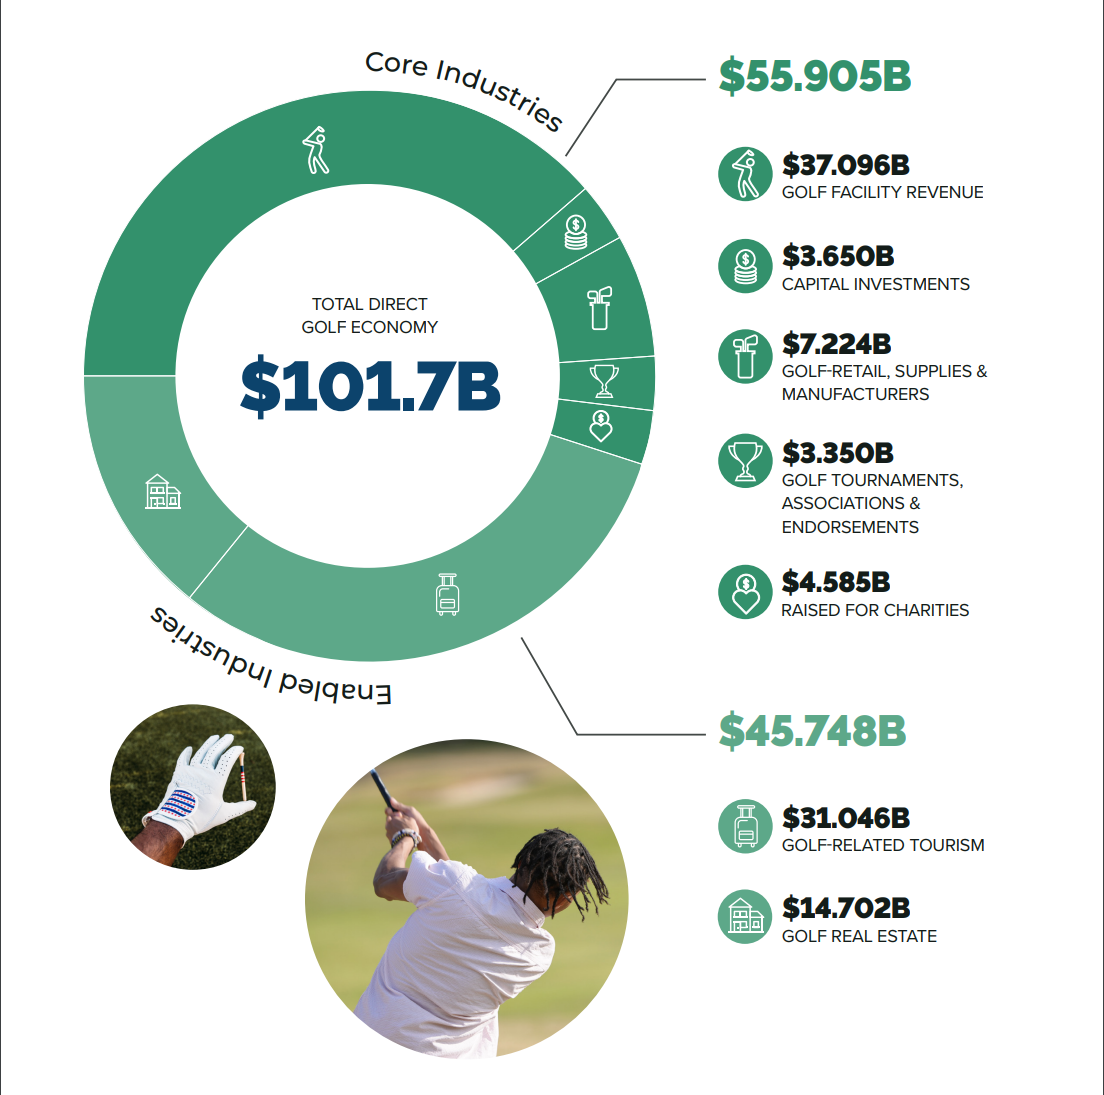 Core Industries
$55.905B
$37.096B
GOLF FACILITY REVENUE
$3.650B
CAPITAL INVESTMENTS
$7.224B
GOLF-RETAIL, SUPPLIES &
MANUFACTURERS
$3.350B
GOLF TOURNAMENTS,
ASSOCIATIONS &
ENDORSEMENTS
$4.585B
RAISED FOR CHARITIES
TOTAL DIRECT
GOLF ECONOMY
$101.7B
Enabled Industries
$45.748B
$31.046B
GOLF-RELATED TOURISM
$14.702B
GOLF REAL ESTATE